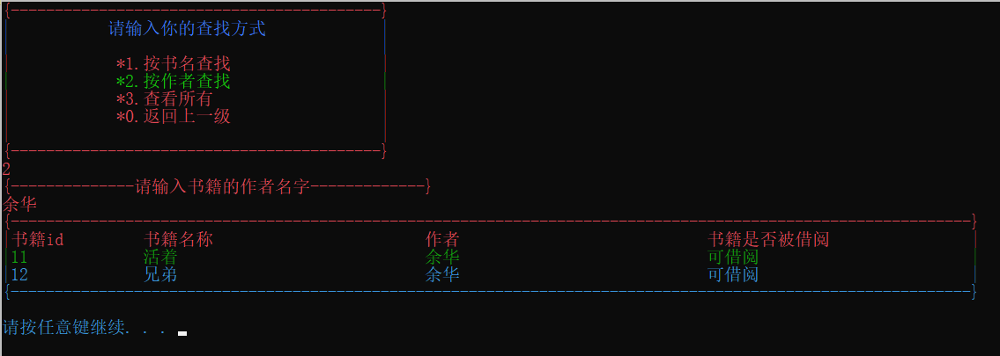 {------------------------------------------}
请输入你的查找方式
*1.按书名查找
*2.按作者查找
*3.查看所有
*0.返回上一级
{------------------------------------------}
2
{--------------请输入书籍的作者名字-------------}
余华
{-------------------------------------------------------------------------------------------------------------}
|书籍id 书籍名称 作者 书籍是否被借阅 |
|11 活着 余华 可借阅 |
|12 兄弟 余华 可借阅 |
{-------------------------------------------------------------------------------------------------------------}
请按任意键继续. . .